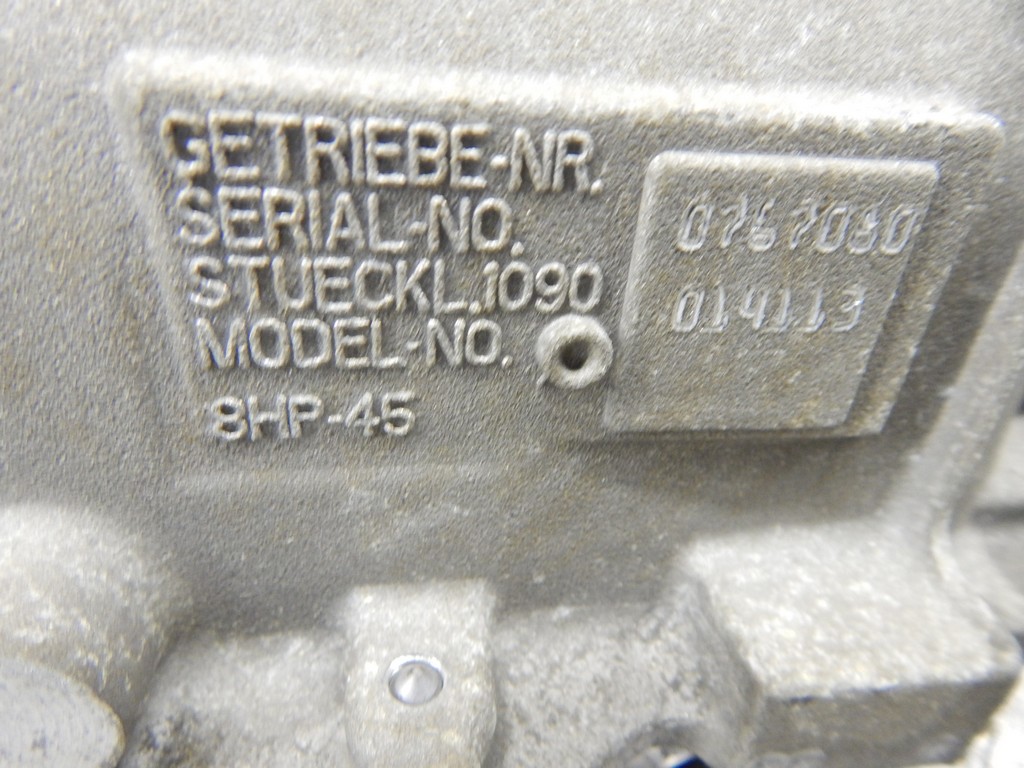 GETRIEBE-NR.
SERIAL-NO.
0767080
STUECKL.1090
MODEL-NO.
014113
8HP-45